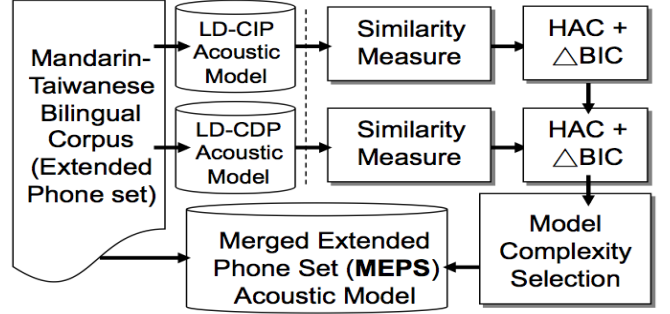 Mandarin-
Taiwanese
Bilingual
Corpus
(Extended
Phone set)
LD-CIP
Acoustic
Model
Similarity
Measure
HAC +
△BIC
LD-CDP
Acoustic
Model
Similarity
Measure
HAC +
△BIC
Merged Extended
Phone Set (MEPS)
Acoustic Model
Model
Complexity
Selection